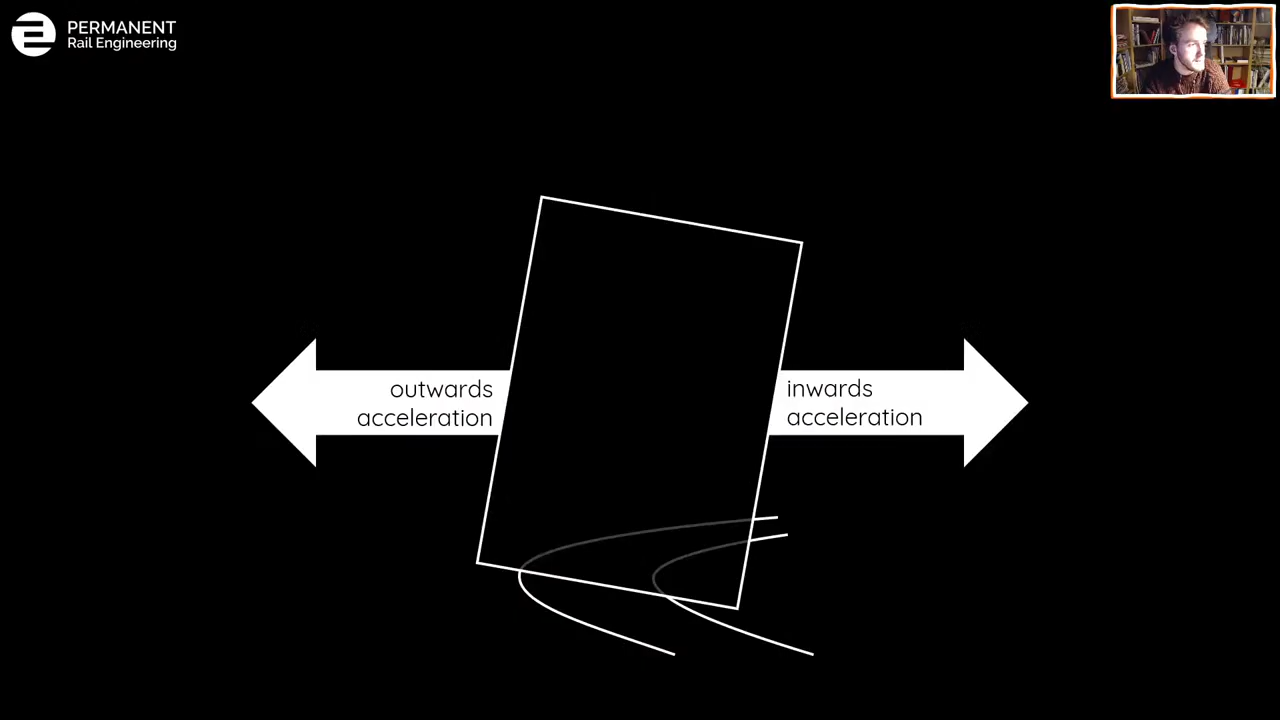 PERMANENT
Rail Engineering
outwards
acceleration
inwards
acceleration